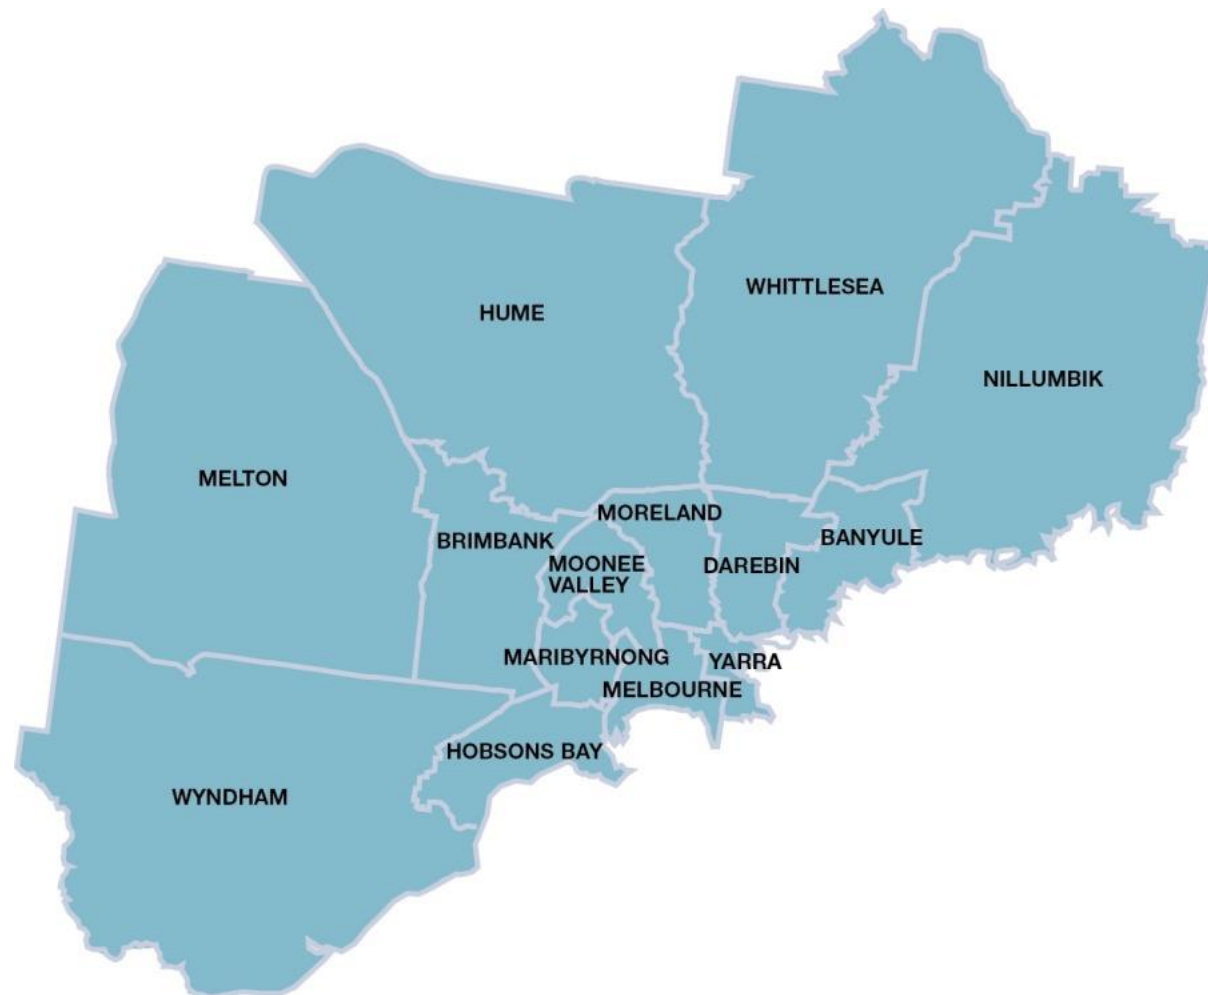 WHITTLESEA
HUME
NILLUMBIK
MELTON
MORELAND
BRIMBANK
BANYULE
MOONEE
VALLEY
DAREBIN
MARIBYRNONG
YARRA
MELBOURNE
HOBSONS BAY
WYNDHAM